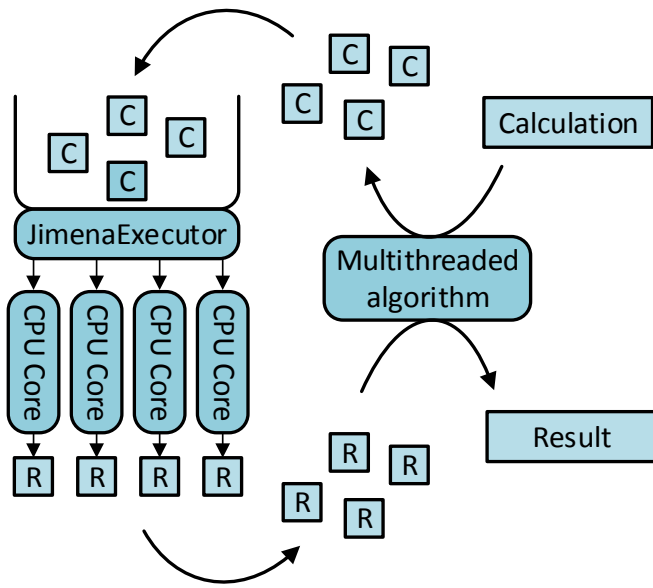 C
C
C
C
C
C
C
C
Calculation
JimenaExecutor
Multithreaded
algorithm
CPU Core
CPU Core
CPU Core
CPU Core
R
R
R
R
R
R
R
R
Result